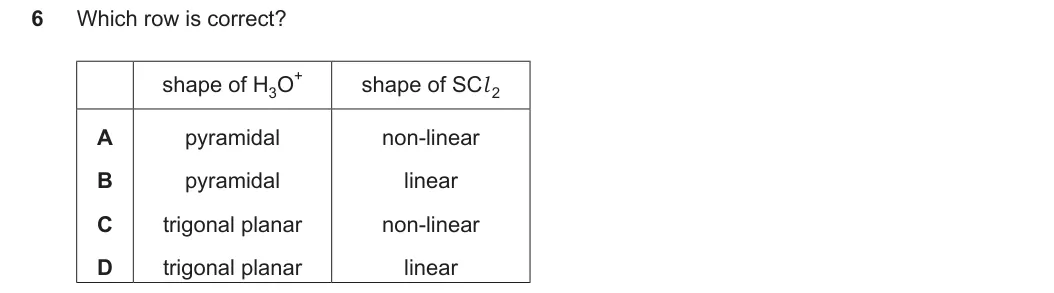 6 Which row is correct?
shape of H₃O⁺ shape of SCl₂
A pyramidal non-linear
B pyramidal linear
C trigonal planar non-linear
D trigonal planar linear